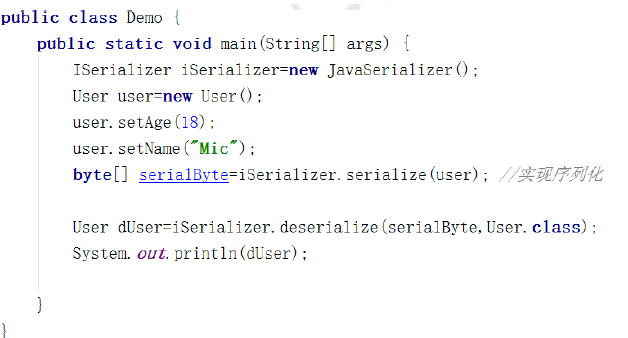 public class Demo {
public static void main(String[] args) {
ISerializer iSerializer=new JavaSerializer();
User user=new User();
user.setAge(18);
user.setName("Mic");
byte[] serialByte=iSerializer.serialize(user); //实现序列化
User dUser=iSerializer.deserialize(serialByte,User.class);
System.out.println(dUser);
}
}